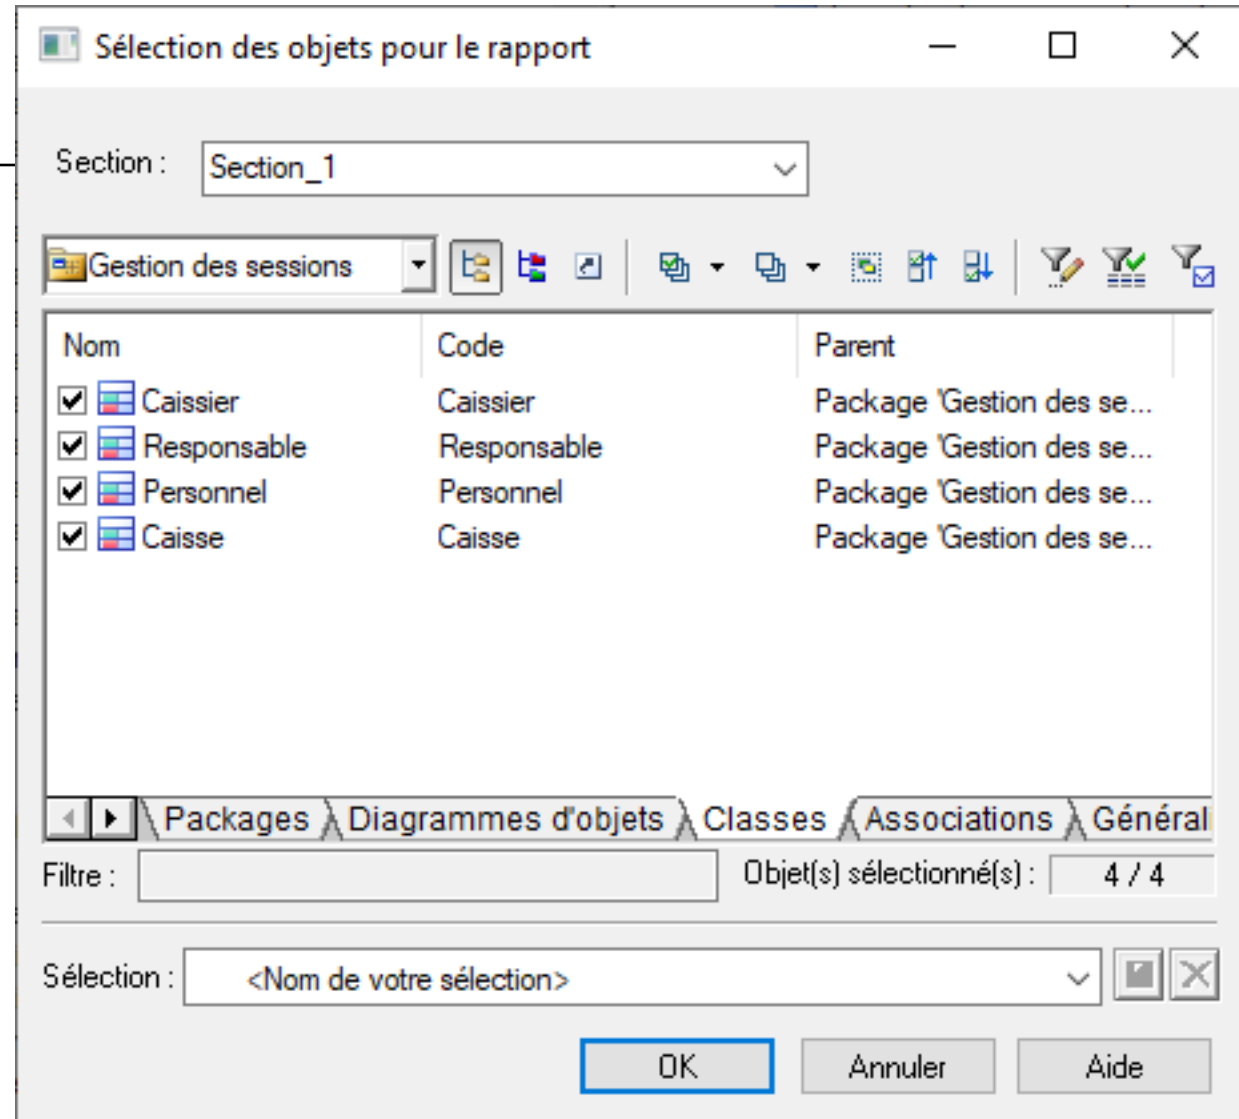 Sélection des objets pour le rapport
Section : Section_1
Gestion des sessions
Nom Code Parent
Caissier Caissier Package 'Gestion des se...
Responsable Responsable Package 'Gestion des se...
Personnel Personnel Package 'Gestion des se...
Caisse Caisse Package 'Gestion des se...
Packages Diagrammes d'objets Classes Associations Générali
Filtre : Objet(s) sélectionné(s) : 4 / 4
Sélection : <Nom de votre sélection>
OK Annuler Aide